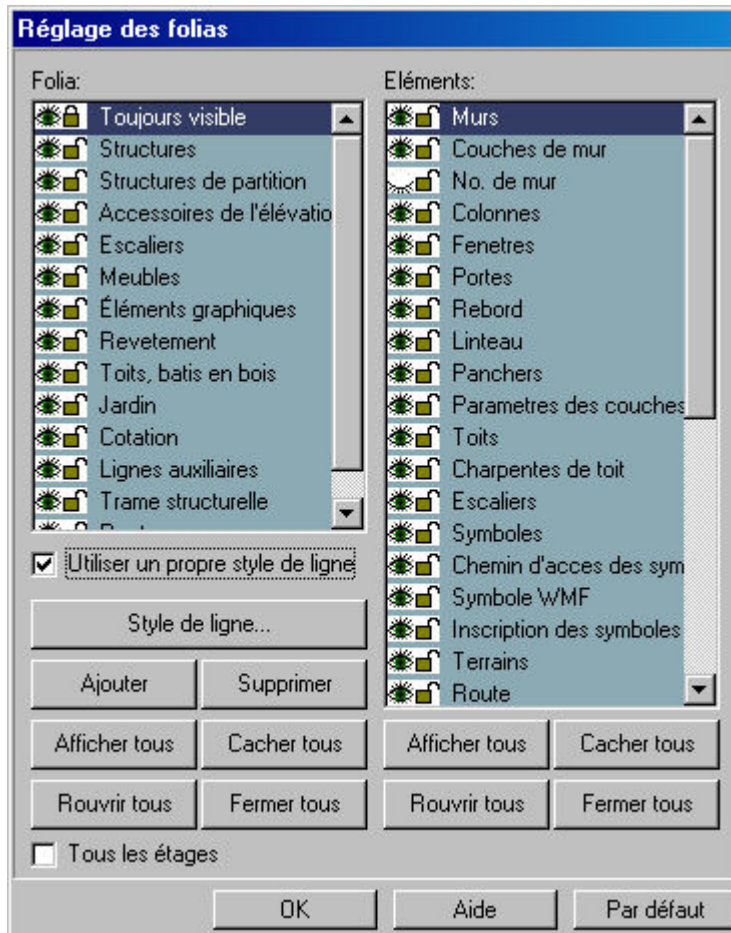 Réglage des folias
Folia:
Toujours visible
Structures
Structures de partition
Accessoires de l'élévatio
Escaliers
Meubles
Éléments graphiques
Revetement
Toits, batis en bois
Jardin
Cotation
Lignes auxiliaires
Trame structurelle
Utiliser un propre style de ligne
Style de ligne...
Ajouter
Supprimer
Afficher tous
Cacher tous
Rouvrir tous
Fermer tous
Tous les étages
Eléments:
Murs
Couches de mur
No. de mur
Colonnes
Fenetres
Portes
Rebord
Linteau
Panchers
Parametres des couches
Toits
Charpentes de toit
Escaliers
Symboles
Chemin d'acces des sym
Symbole WMF
Inscription des symboles
Terrains
Route
Afficher tous
Cacher tous
Rouvrir tous
Fermer tous
OK
Aide
Par défaut